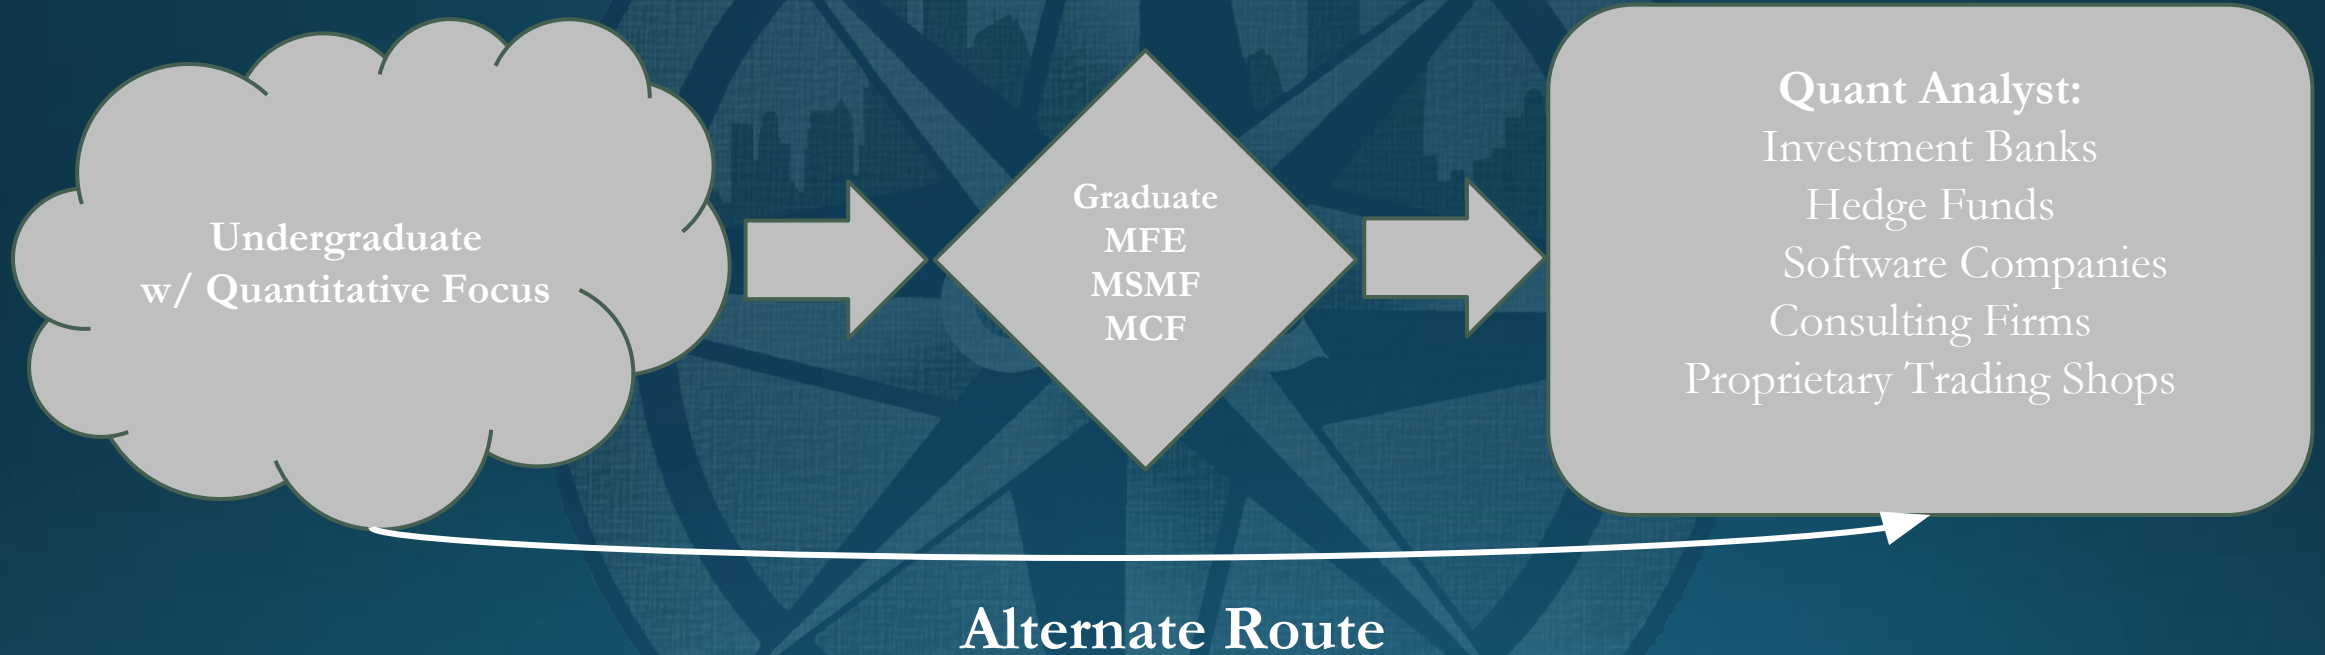 Undergraduate
w/ Quantitative Focus
Graduate
MFE
MSMF
MCF
Quant Analyst:
Investment Banks
Hedge Funds
Software Companies
Consulting Firms
Proprietary Trading Shops
Alternate Route